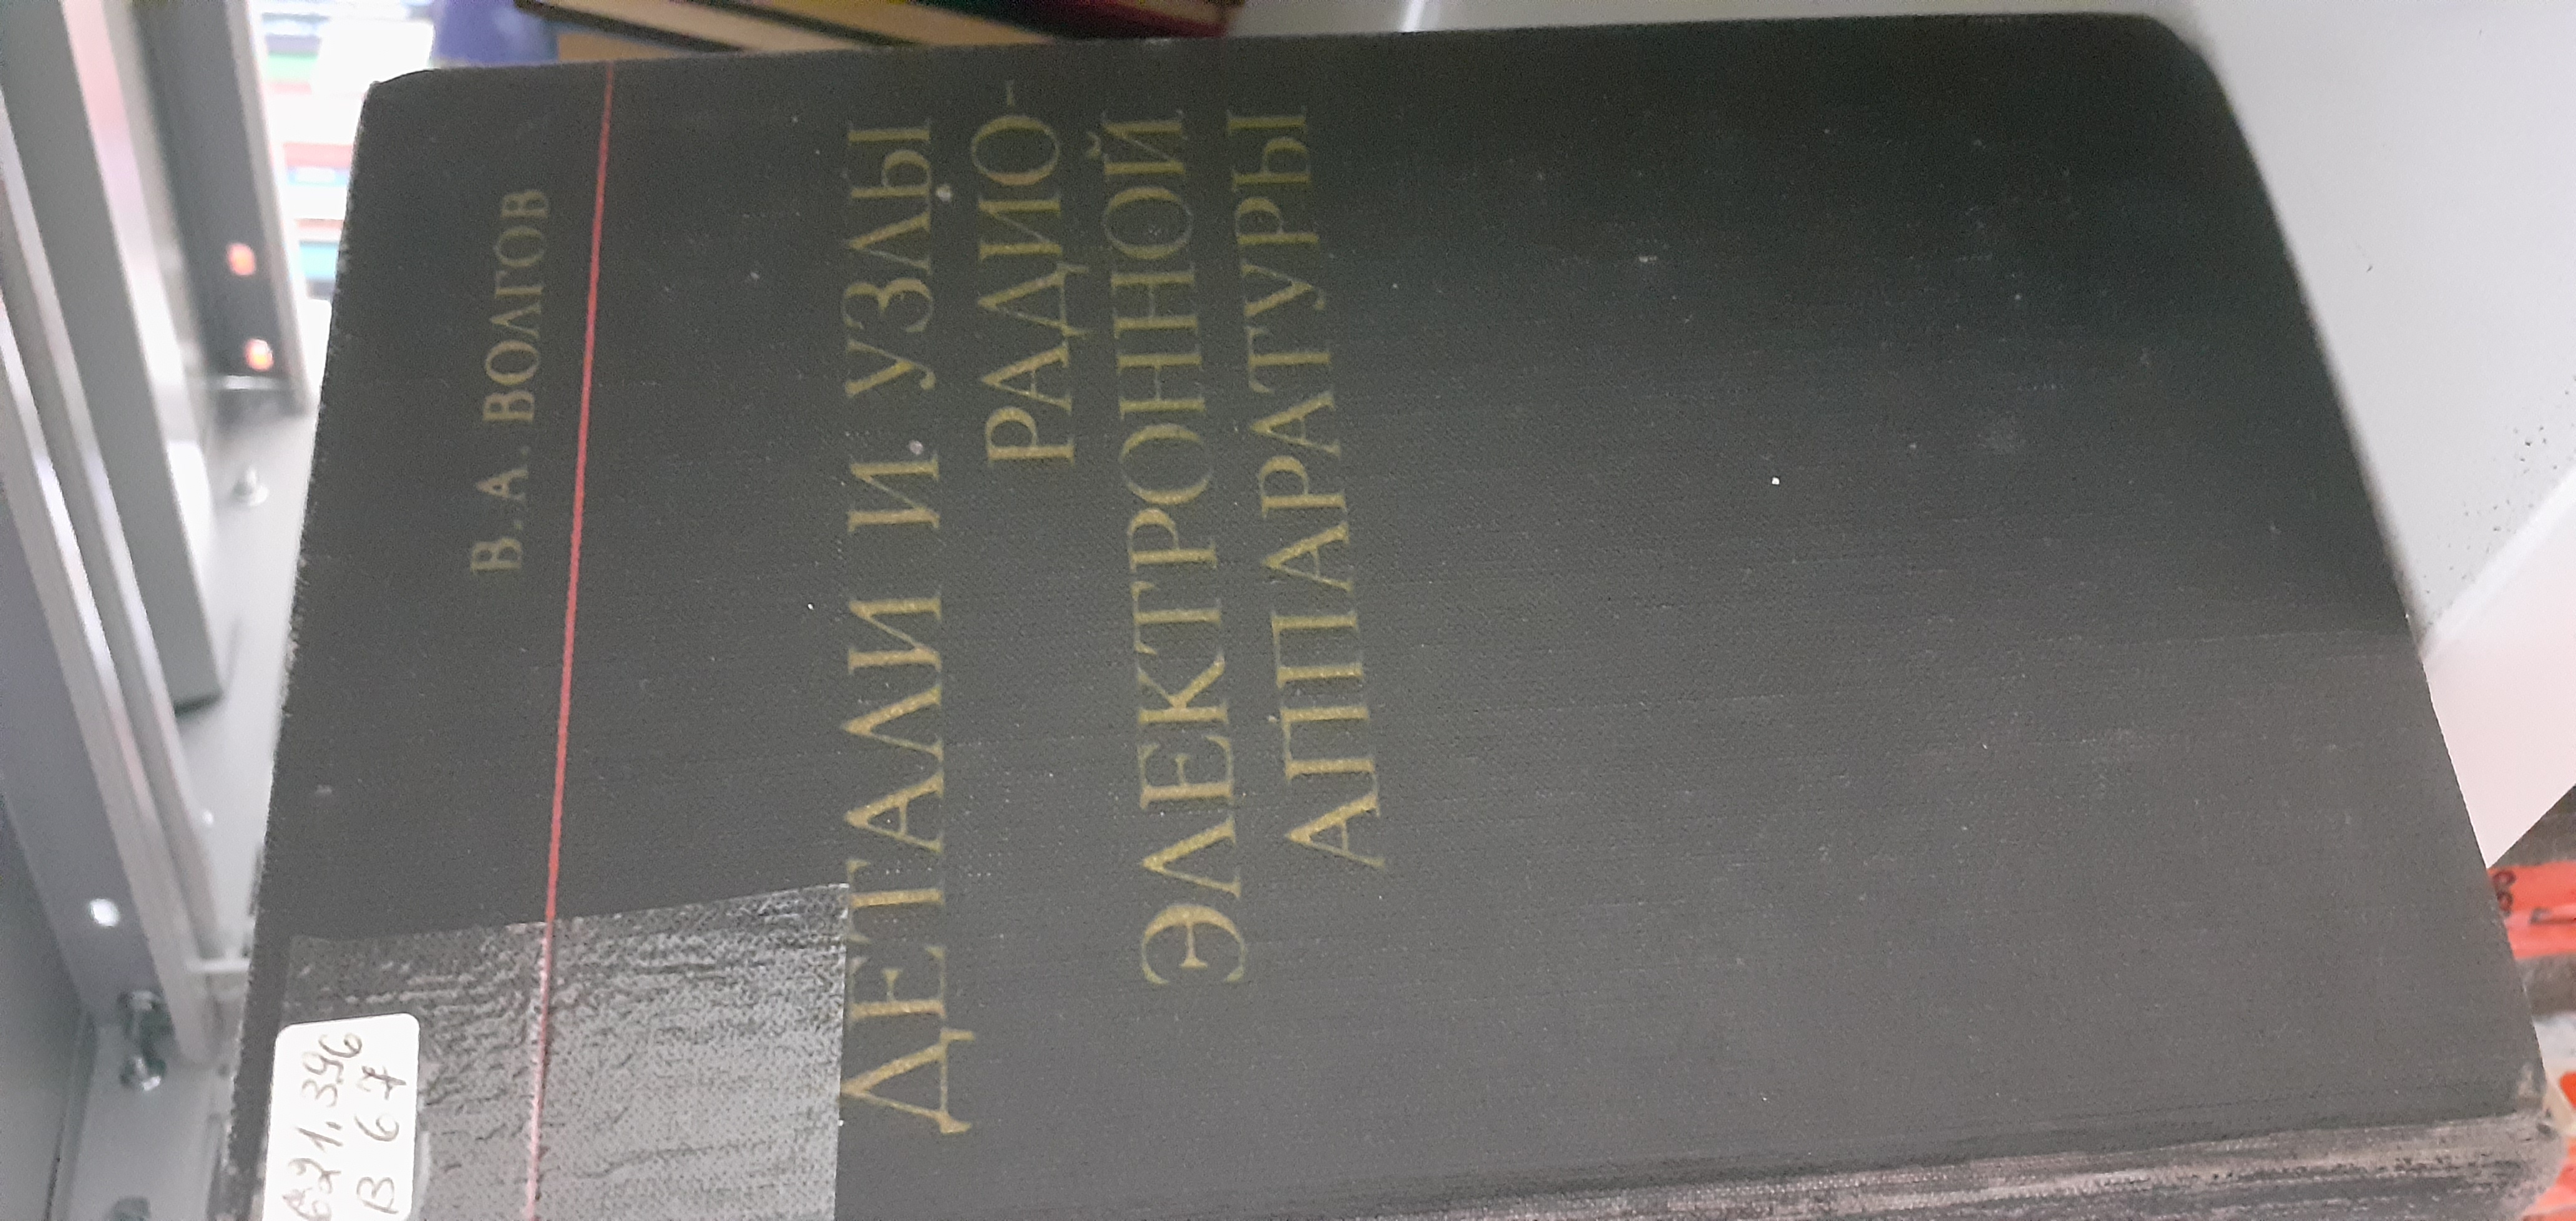 В. А. ВОЛГОВ
ДЕТАЛИ И УЗЛЫ
РАДИО-
ЭЛЕКТРОННОЙ
АППАРАТУРЫ
621.396
В 67